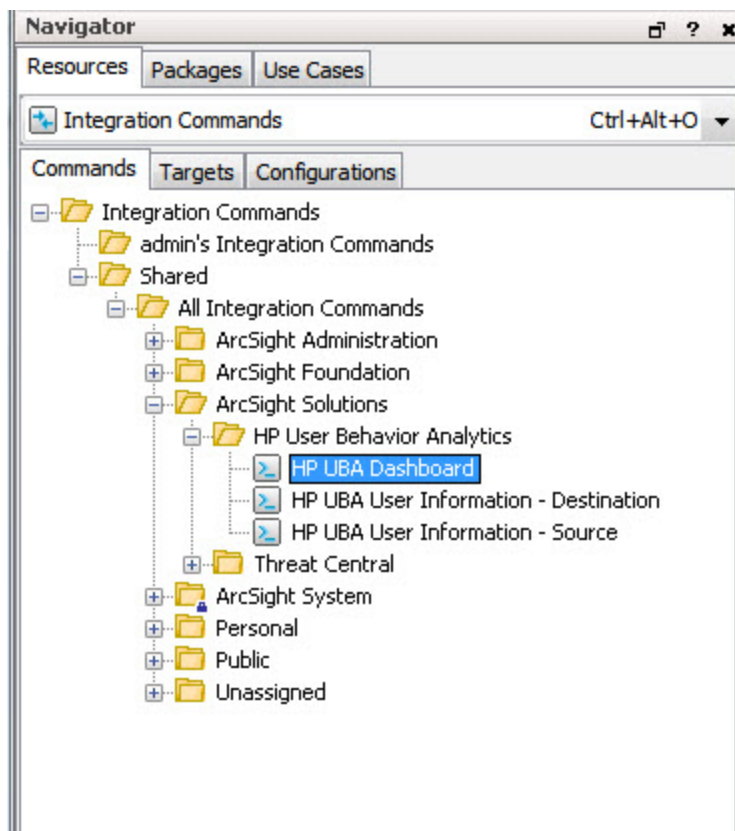 Navigator ?
Resources Packages Use Cases
Integration Commands Ctrl+Alt+O
Commands Targets Configurations
Integration Commands
admin's Integration Commands
Shared
All Integration Commands
ArcSight Administration
ArcSight Foundation
ArcSight Solutions
HP User Behavior Analytics
HP UBA Dashboard
HP UBA User Information - Destination
HP UBA User Information - Source
Threat Central
ArcSight System
Personal
Public
Unassigned